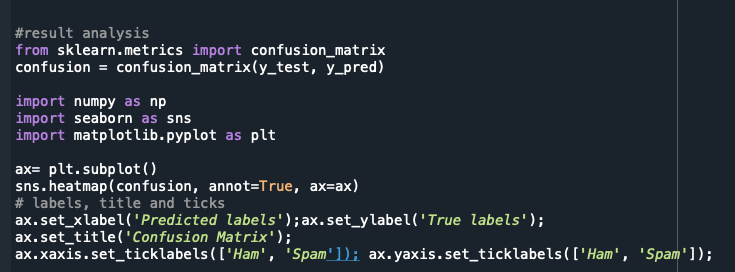 #result analysis
from sklearn.metrics import confusion_matrix
confusion = confusion_matrix(y_test, y_pred)
import numpy as np
import seaborn as sns
import matplotlib.pyplot as plt
ax= plt.subplot()
sns.heatmap(confusion, annot=True, ax=ax)
# labels, title and ticks
ax.set_xlabel('Predicted labels');ax.set_ylabel('True labels');
ax.set_title('Confusion Matrix');
ax.xaxis.set_ticklabels(['Ham', 'Spam']); ax.yaxis.set_ticklabels(['Ham', 'Spam']);